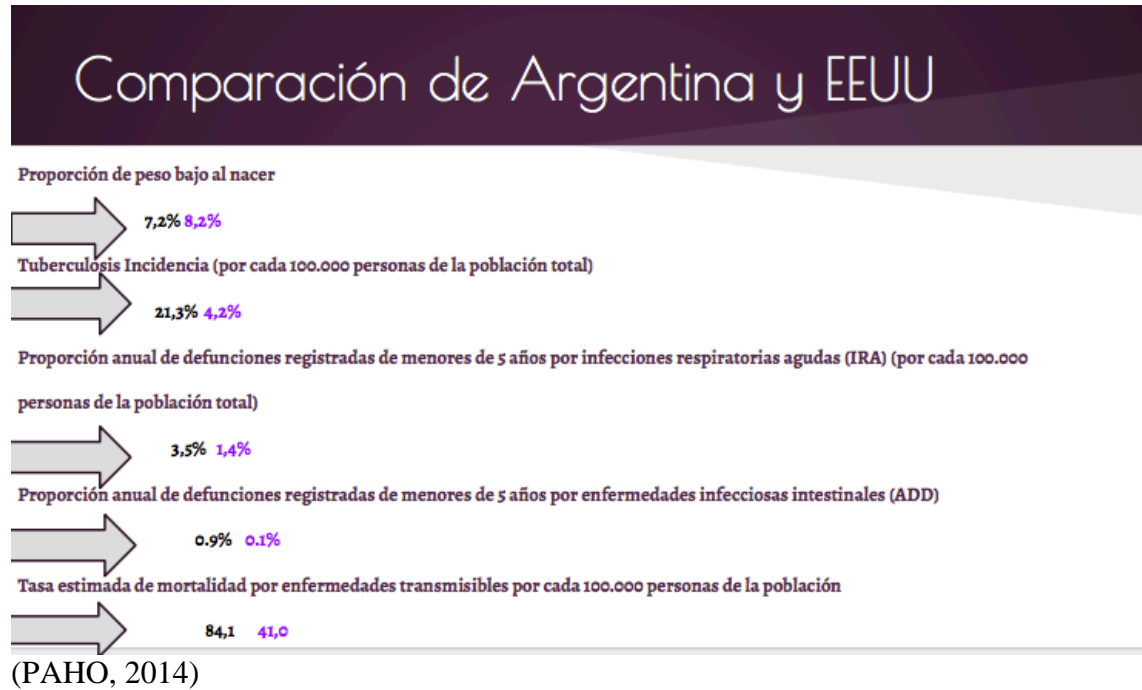 Comparación de Argentina y EEUU
Proporción de peso bajo al nacer
7,2% 8,2%
Tuberculosis Incidencia (por cada 100.000 personas de la población total)
21,3% 4,2%
Proporción anual de defunciones registradas de menores de 5 años por infecciones respiratorias agudas (IRA) (por cada 100.000
personas de la población total)
3,5% 1,4%
Proporción anual de defunciones registradas de menores de 5 años por enfermedades infecciosas intestinales (ADD)
0.9% 0.1%
Tasa estimada de mortalidad por enfermedades transmisibles por cada 100.000 personas de la población
84,1 41,0
(PAHO, 2014)